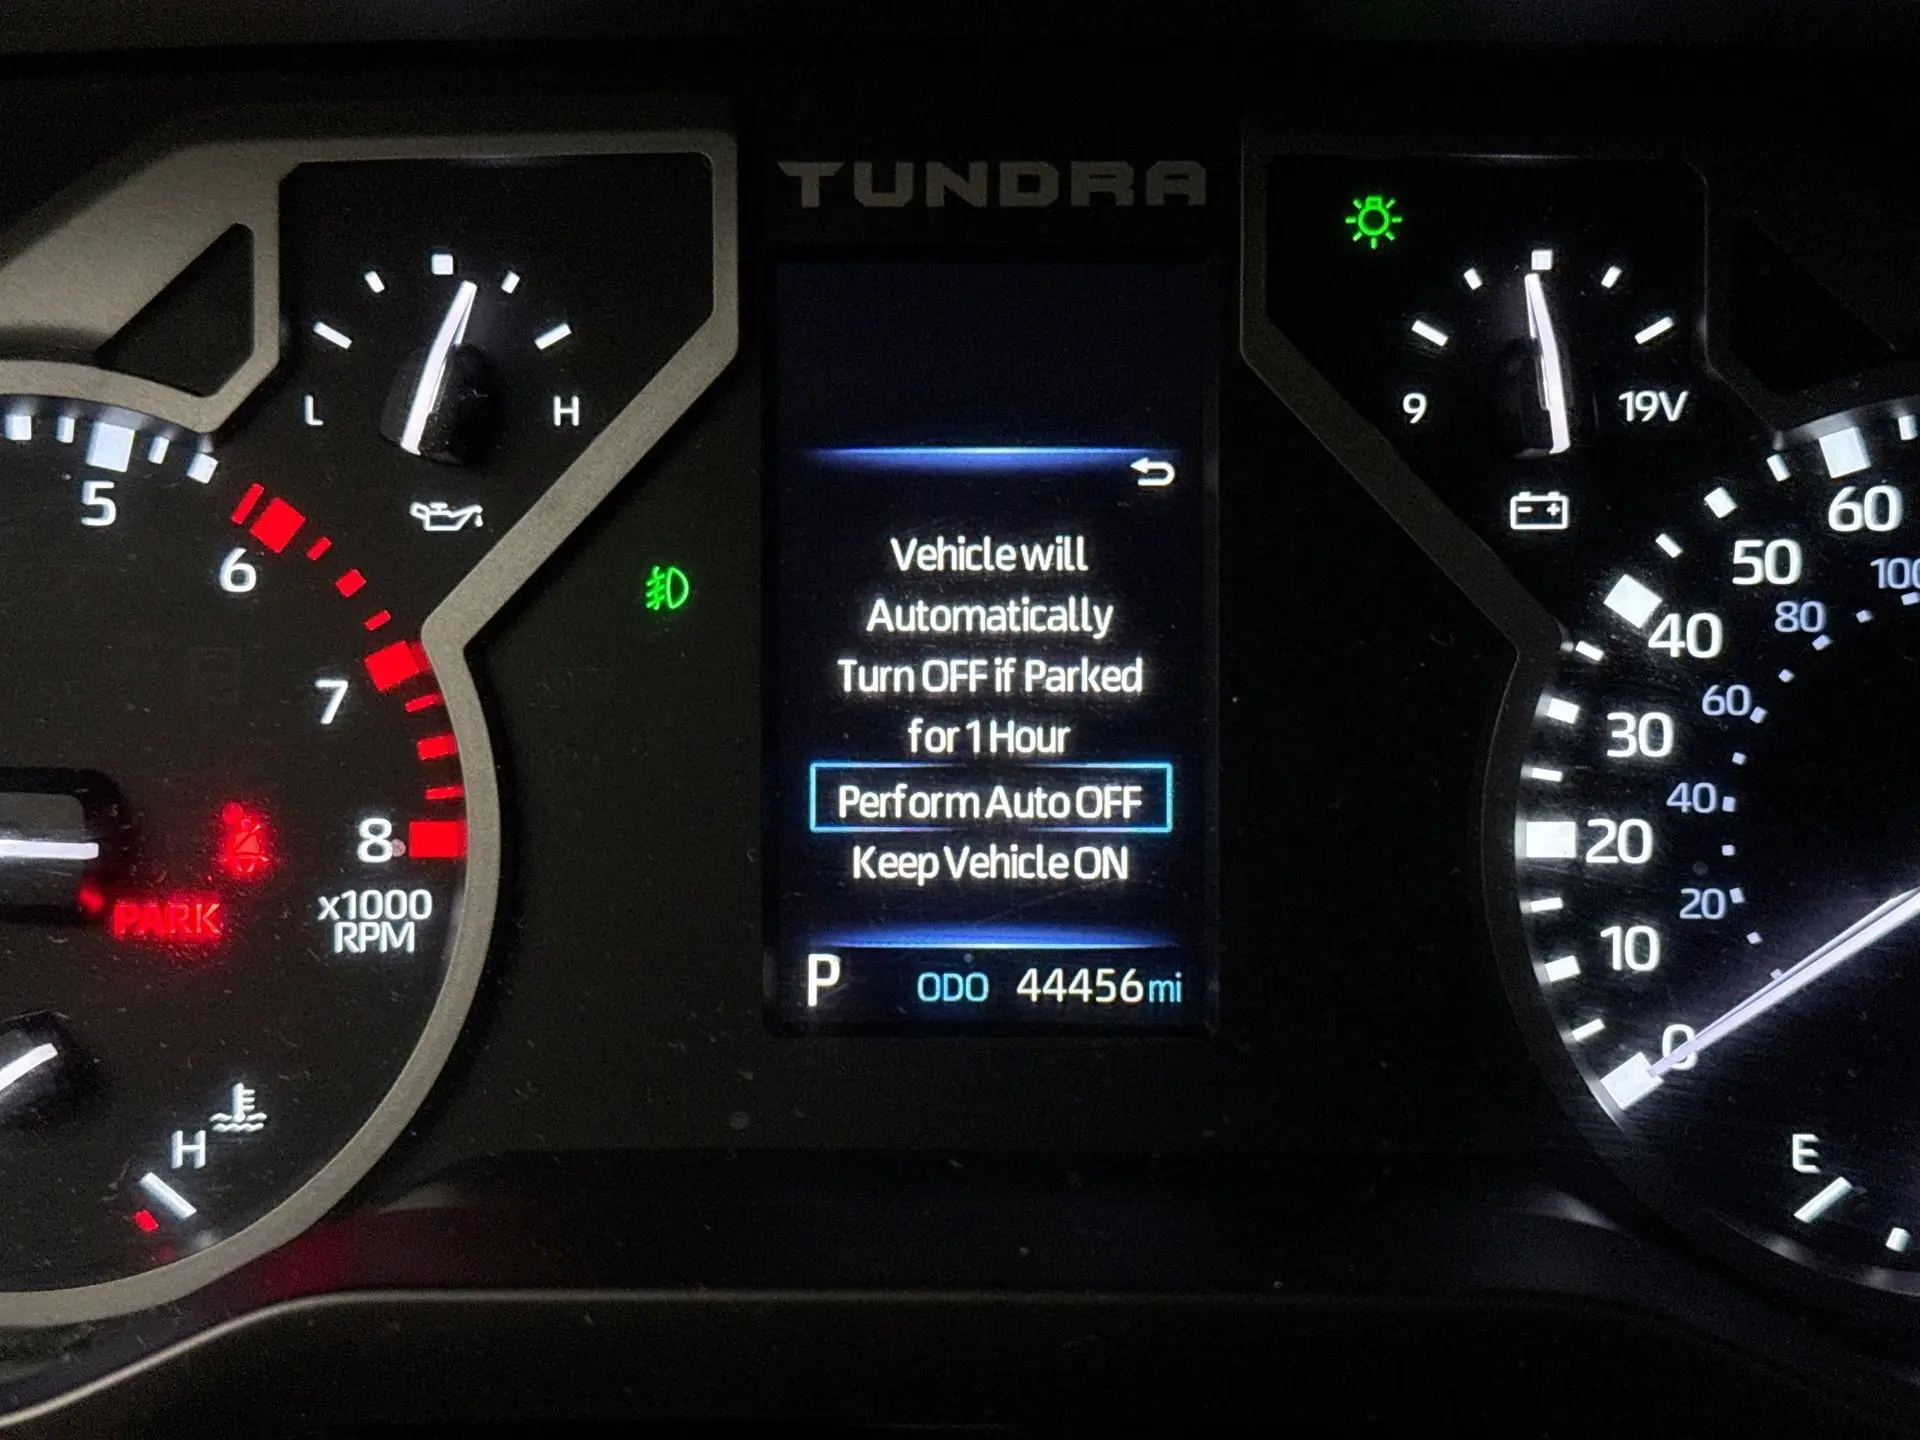 TUNDRA
L
H
9
19V
5
6
7
8
x1000
RPM
PARK
H
Vehicle will
Automatically
Turn OFF if Parked
for 1 Hour
Perform Auto OFF
Keep Vehicle ON
P ODO 44456 mi
60
50
40
30
20
10
0
100
80
60
40
20
E